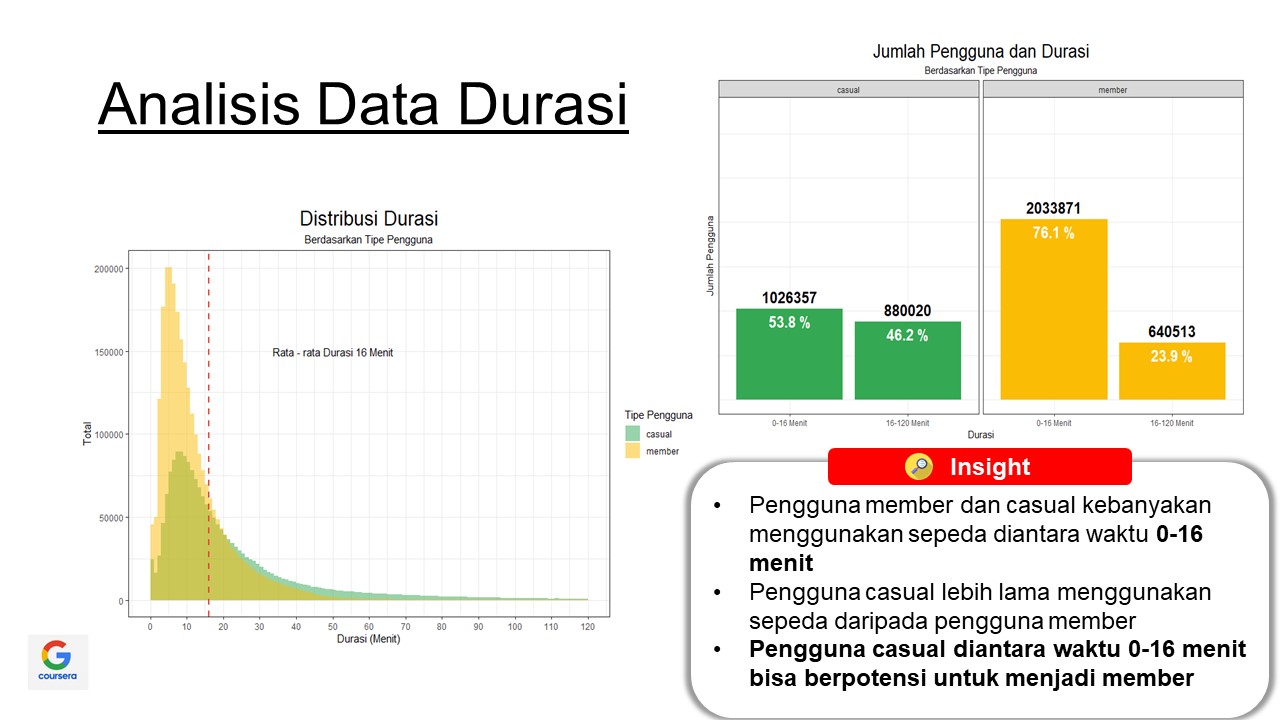 Analisis Data Durasi
Distribusi Durasi
Berdasarkan Tipe Pengguna
Total
200000
150000
100000
50000
0
Rata - rata Durasi 16 Menit
0 10 20 30 40 50 60 70 80 90 100 110 120
Durasi (Menit)
Tipe Pengguna
casual
member
Jumlah Pengguna dan Durasi
Berdasarkan Tipe Pengguna
casual member
Jumlah Pengguna
1026357
53.8 %
880020
46.2 %
2033871
76.1 %
640513
23.9 %
0-16 Menit 16-120 Menit 0-16 Menit 16-120 Menit
Durasi
Insight
• Pengguna member dan casual kebanyakan
menggunakan sepeda diantara waktu 0-16
menit
• Pengguna casual lebih lama menggunakan
sepeda daripada pengguna member
• Pengguna casual diantara waktu 0-16 menit
bisa berpotensi untuk menjadi member
coursera